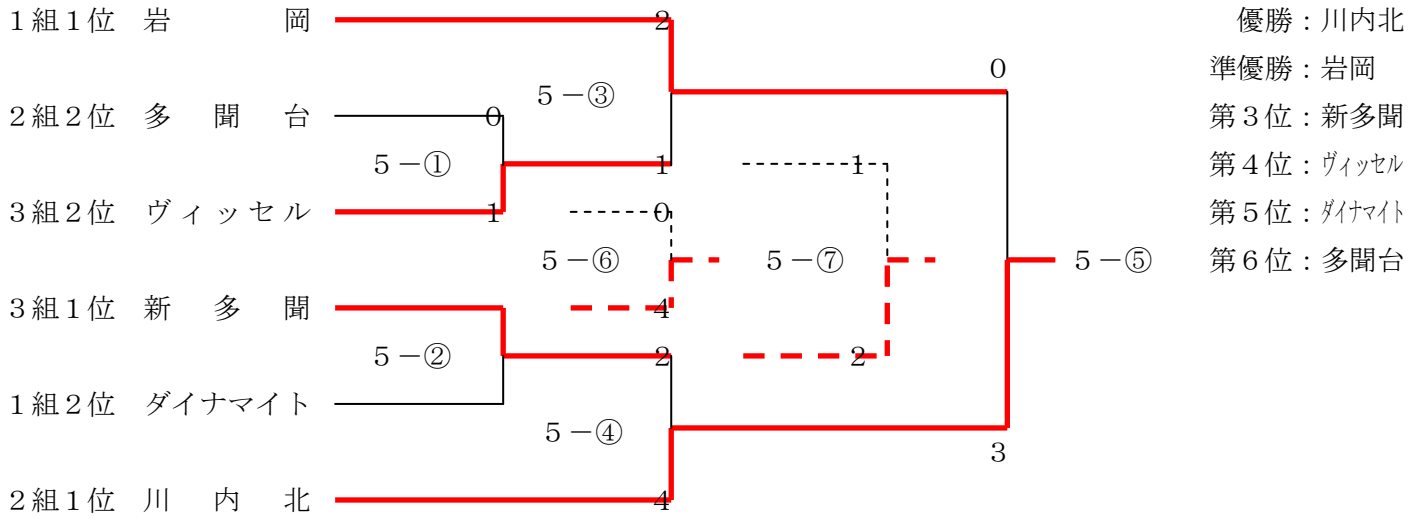 1組1位 岩岡 2 優勝：川内北
0 準優勝：岩岡
5－③
2組2位 多聞台 0 第3位：新多聞
5－① 1 1 第4位：ヴィッセル
3組2位 ヴィッセル 1 0 第5位：ダイナマイト
5－⑥ 5－⑦ 5－⑤ 第6位：多聞台
3組1位 新多聞 4
5－② 2 2
1組2位 ダイナマイト
5－④
3
2組1位 川内北 4